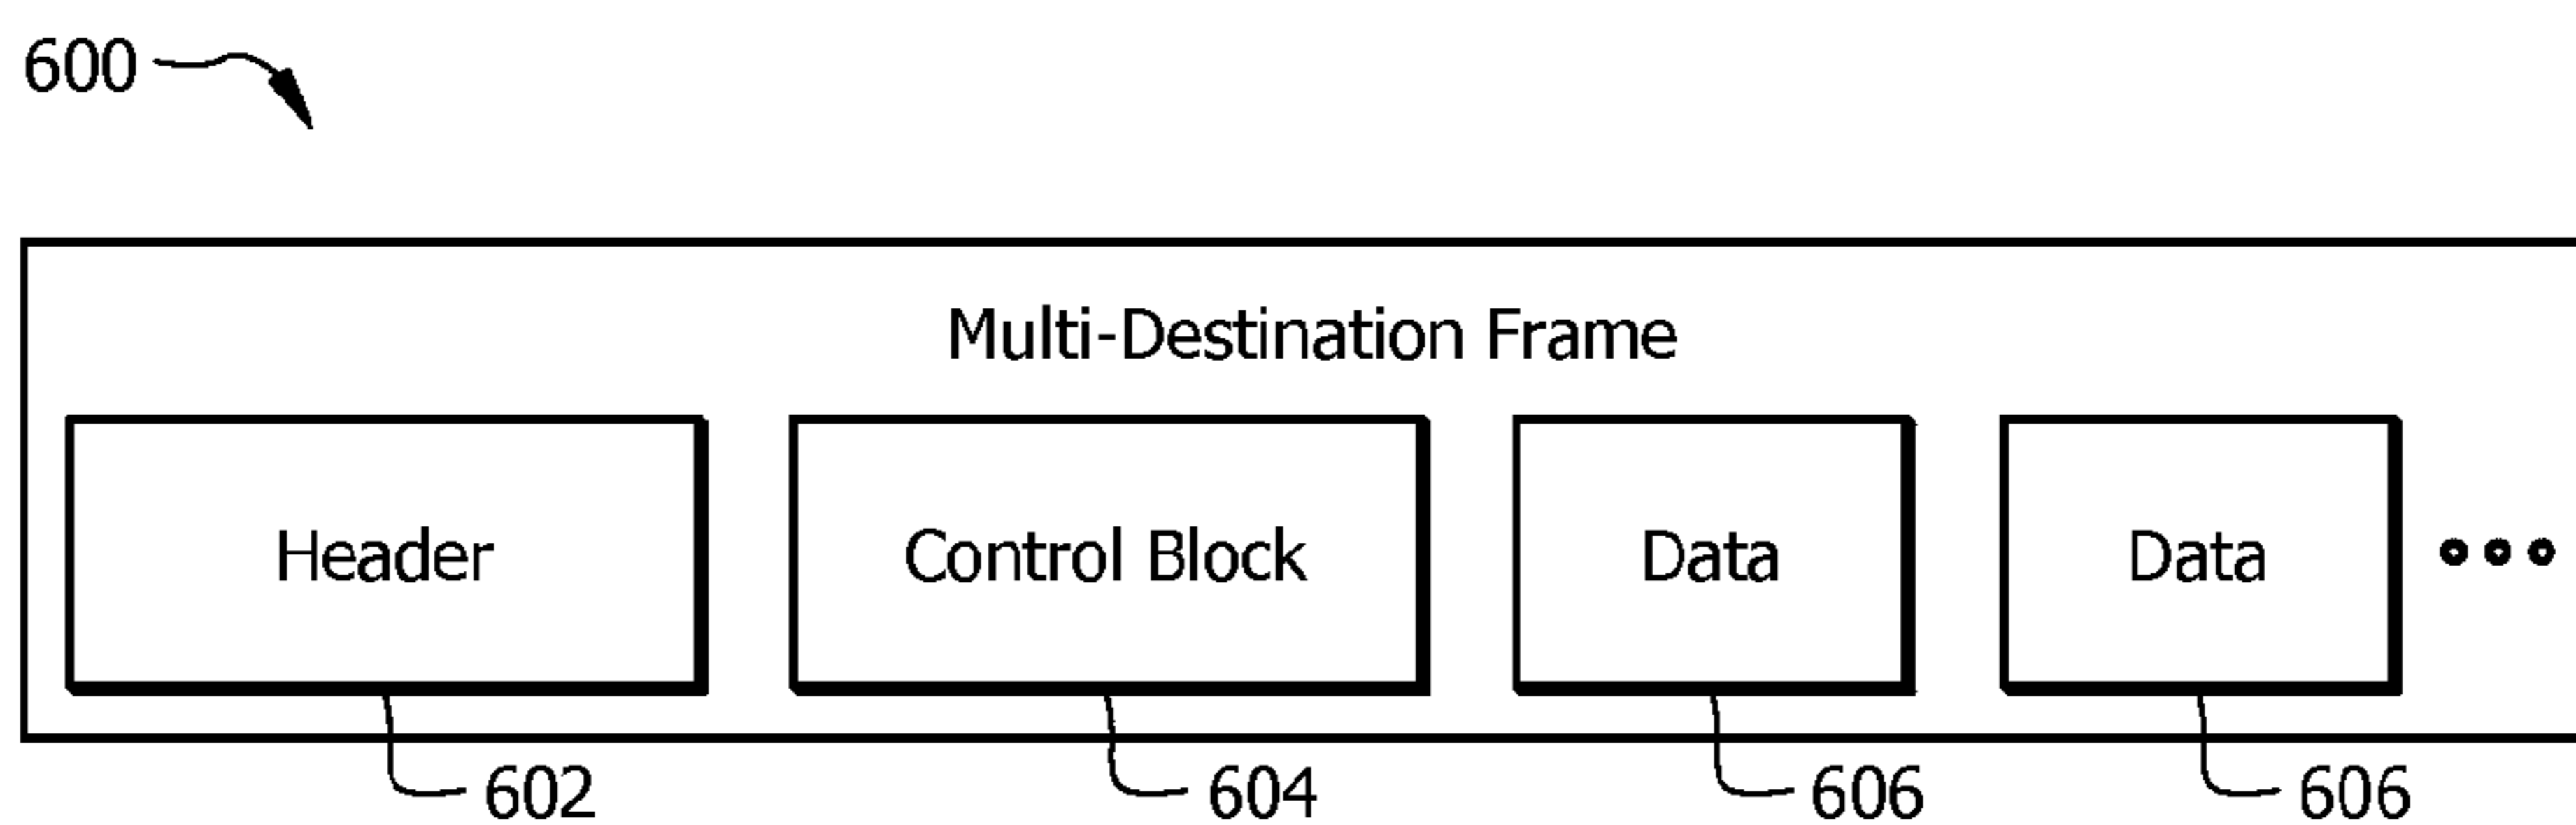 600
Multi-Destination Frame
Header Control Block Data Data •••
602 604 606 606